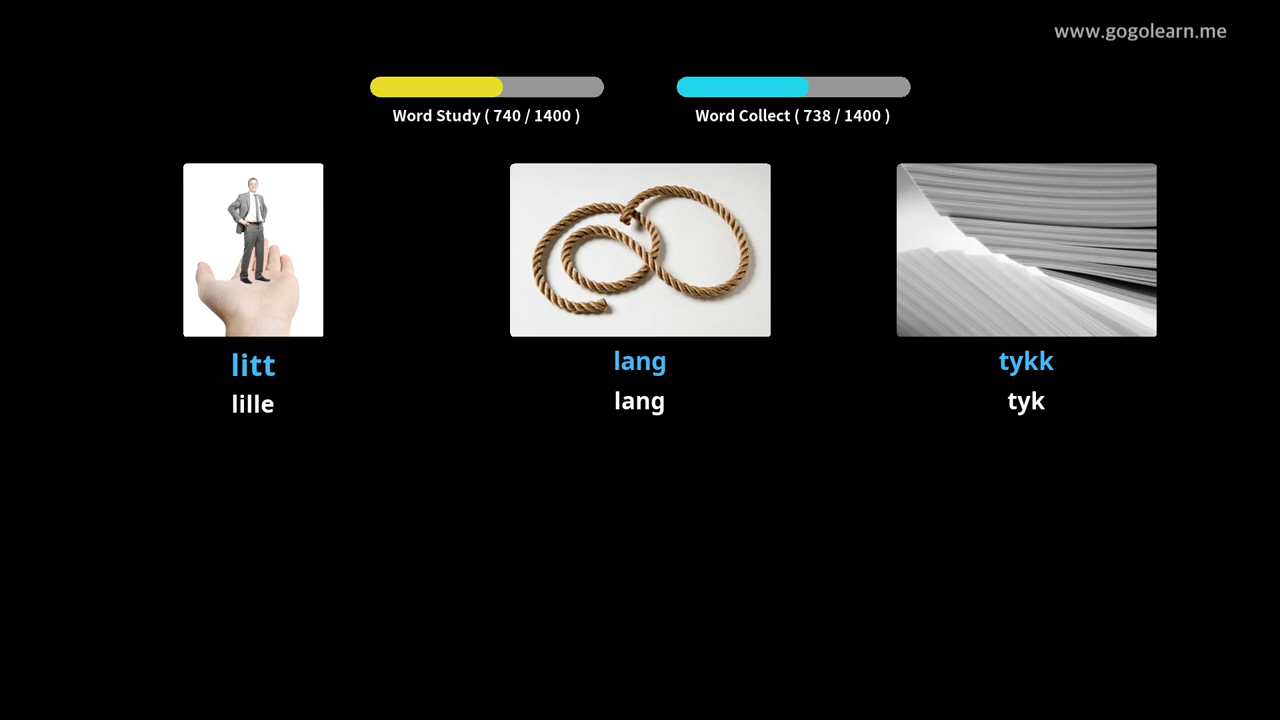 www.gogolearn.me
Word Study ( 740 / 1400 )
Word Collect ( 738 / 1400 )
litt
lille
lang
lang
tykk
tyk